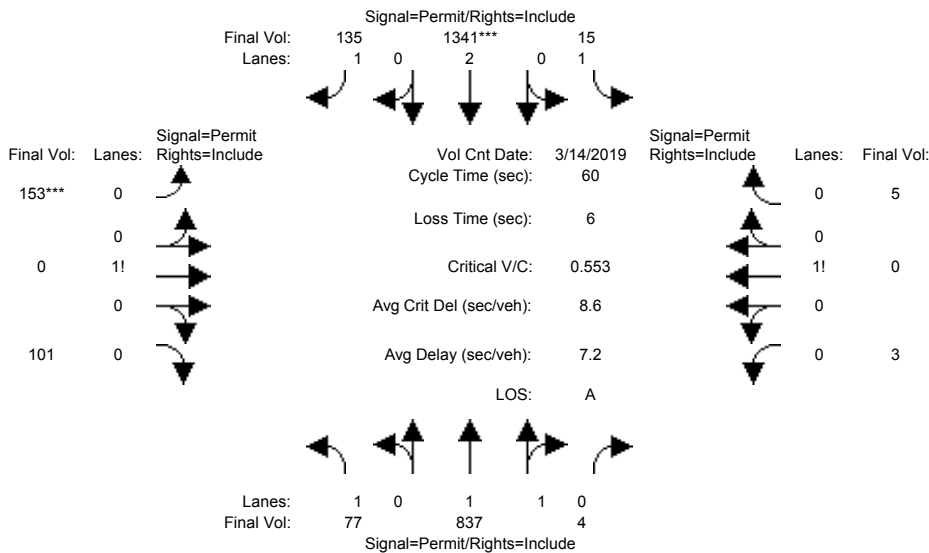 Signal=Permit/Rights=Include
Final Vol: 135 1341*** 15
Lanes: 1 0 2 0 1
Signal=Permit Signal=Permit
Final Vol: Lanes: Rights=Include Vol Cnt Date: 3/14/2019 Rights=Include Lanes: Final Vol:
Cycle Time (sec): 60
153*** 0 0 5
Loss Time (sec): 6
0 0
0 1! Critical V/C: 0.553 1! 0
0 Avg Crit Del (sec/veh): 8.6 0
101 0 Avg Delay (sec/veh): 7.2 0 3
LOS: A
Lanes: 1 0 1 1 0
Final Vol: 77 837 4
Signal=Permit/Rights=Include